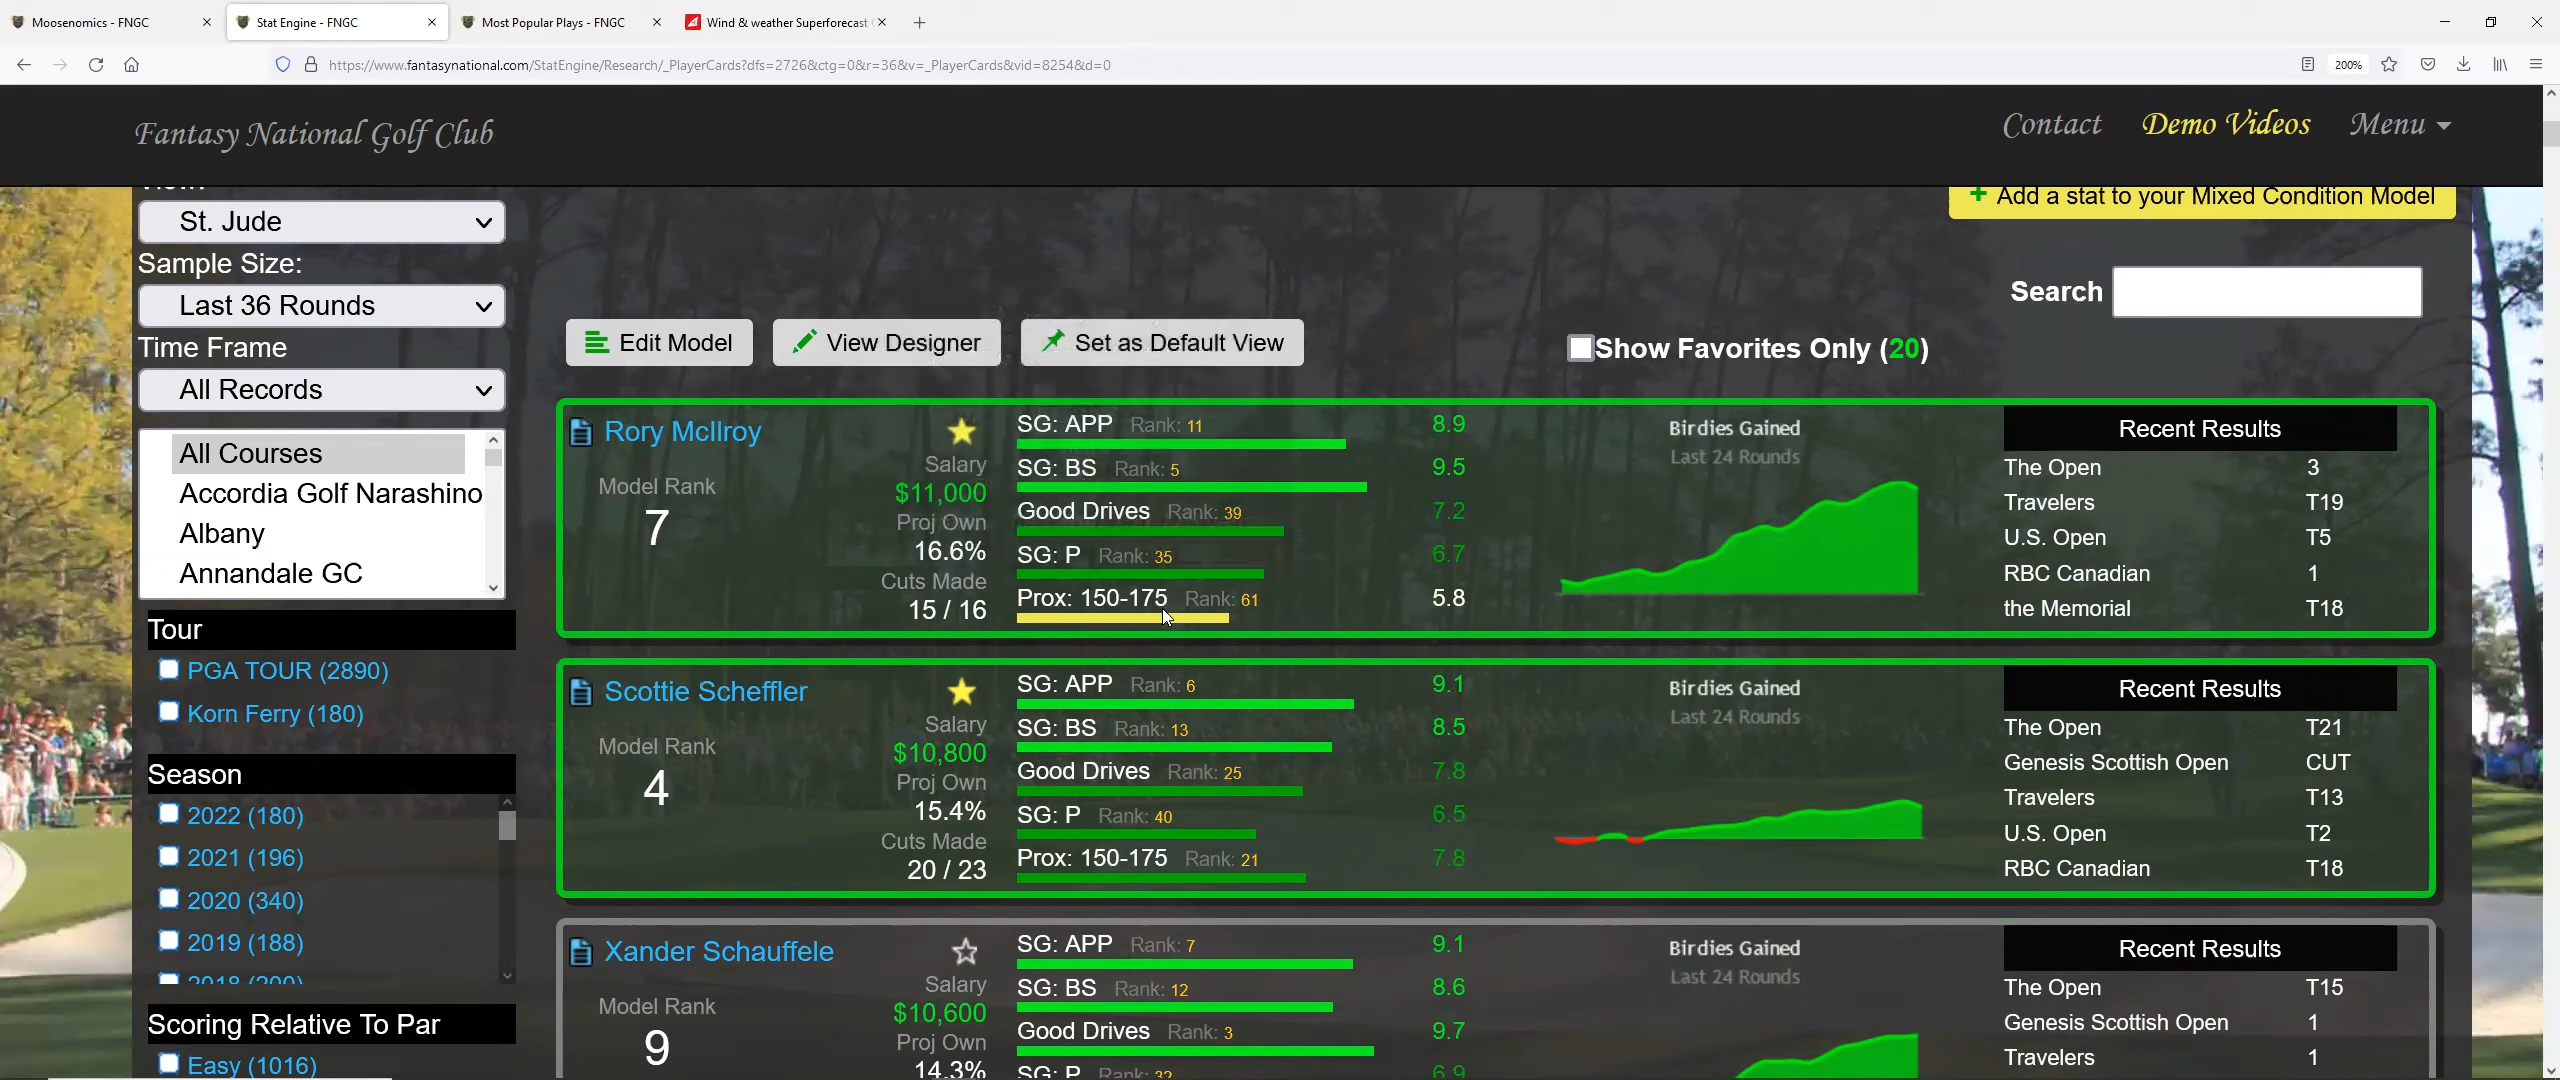 Moosenomics - FNGC
Stat Engine - FNGC
Most Popular Plays - FNGC
Wind & weather Superforecast
https://www.fantasynational.com/StatEngine/Research/_PlayerCards?dfs=2726&ctg=0&r=36&v=_PlayerCards&vid=8254&d=0
200%
Fantasy National Golf Club
Contact
Demo Videos
Menu
+ Add a stat to your Mixed Condition Model
St. Jude
Sample Size:
Last 36 Rounds
Time Frame
All Records
All Courses
Accordia Golf Narashino
Albany
Annandale GC
Tour
PGA TOUR (2890)
Korn Ferry (180)
Season
2022 (180)
2021 (196)
2020 (340)
2019 (188)
2018 (200)
Scoring Relative To Par
Easy (1016)
Search
Edit Model
View Designer
Set as Default View
Show Favorites Only (20)
Rory McIlroy
Model Rank
7
Salary
$11,000
Proj Own
16.6%
Cuts Made
15 / 16
SG: APP Rank: 11 8.9
SG: BS Rank: 5 9.5
Good Drives Rank: 39 7.2
SG: P Rank: 35 6.7
Prox: 150-175 Rank: 61 5.8
Birdies Gained
Last 24 Rounds
Recent Results
The Open 3
Travelers T19
U.S. Open T5
RBC Canadian 1
the Memorial T18
Scottie Scheffler
Model Rank
4
Salary
$10,800
Proj Own
15.4%
Cuts Made
20 / 23
SG: APP Rank: 6 9.1
SG: BS Rank: 13 8.5
Good Drives Rank: 25 7.8
SG: P Rank: 40 6.5
Prox: 150-175 Rank: 21 7.8
Birdies Gained
Last 24 Rounds
Recent Results
The Open T21
Genesis Scottish Open CUT
Travelers T13
U.S. Open T2
RBC Canadian T18
Xander Schauffele
Model Rank
9
Salary
$10,600
Proj Own
14.3%
SG: APP Rank: 7 9.1
SG: BS Rank: 12 8.6
Good Drives Rank: 3 9.7
SG: P Rank: 32 6.9
Birdies Gained
Last 24 Rounds
Recent Results
The Open T15
Genesis Scottish Open 1
Travelers 1